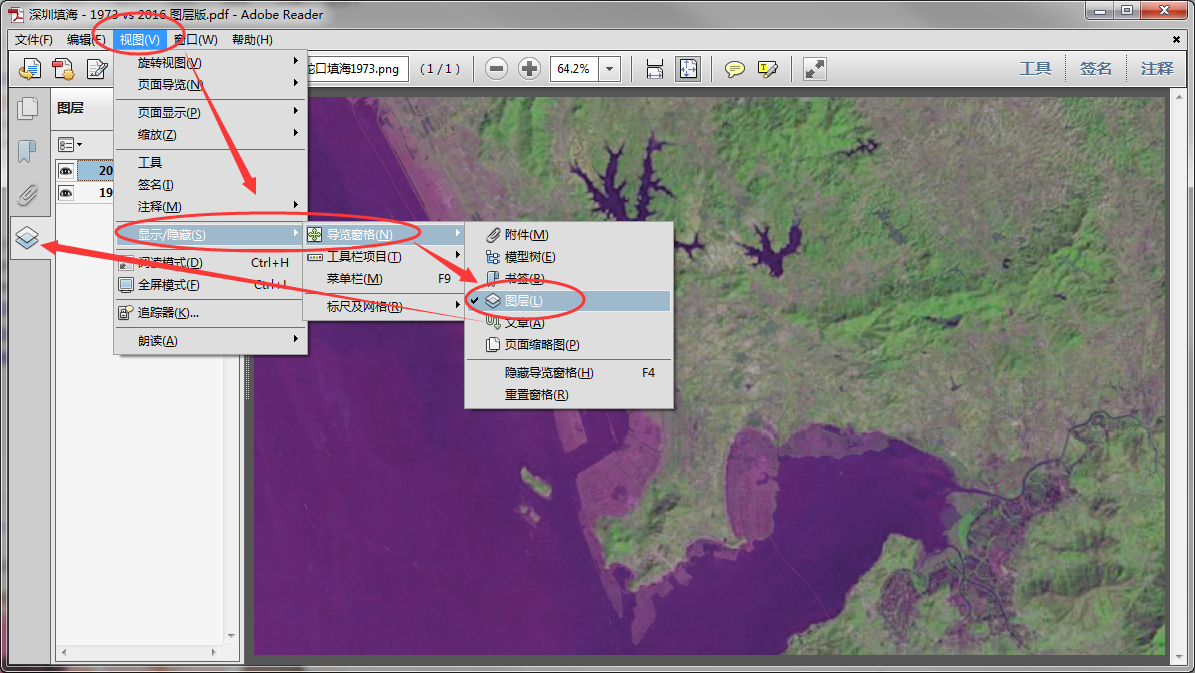 深圳填海 - 1973 vs 2016 图层版.pdf - Adobe Reader
文件(F) 编辑(E) 视图(V) 窗口(W) 帮助(H)
口填海1973.png (1 / 1) 64.2% 工具 签名 注释
图层
20
19
旋转视图(V)
页面导览(N)
页面显示(P)
缩放(Z)
工具
签名(I)
注释(M)
显示/隐藏(S)
阅读模式(D) Ctrl+H
全屏模式(F) Ctrl+L
追踪器(K)...
朗读(A)
导览窗格(N)
工具栏项目(T)
菜单栏(M) F9
标尺及网格(R)
附件(M)
模型树(E)
书签(B)
图层(L)
文章(A)
页面缩略图(P)
隐藏导览窗格(H) F4
重置窗格(R)